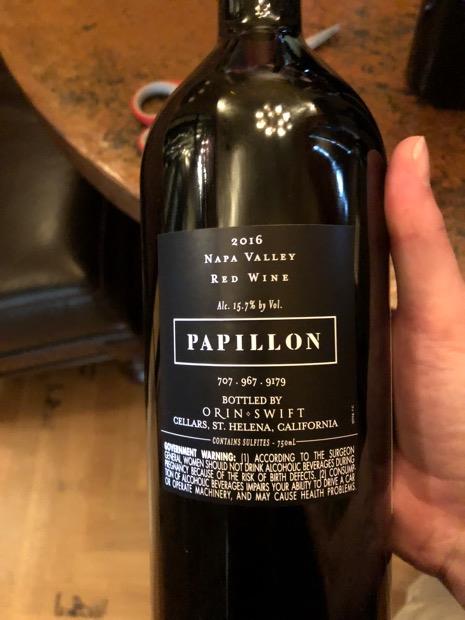 2016
NAPA VALLEY
RED WINE
Alc. 15.7% by Vol.
PAPILLON
707 . 967 . 9179
BOTTLED BY
ORIN⋄SWIFT
CELLARS, ST. HELENA, CALIFORNIA
CONTAINS SULFITES - 750mL
GOVERNMENT WARNING: (1) ACCORDING TO THE SURGEON
GENERAL WOMEN SHOULD NOT DRINK ALCOHOLIC BEVERAGES DURING
PREGNANCY BECAUSE OF THE RISK OF BIRTH DEFECTS. (2) CONSUMP-
TION OF ALCOHOLIC BEVERAGES IMPAIRS YOUR ABILITY TO DRIVE A CAR
OR OPERATE MACHINERY, AND MAY CAUSE HEALTH PROBLEMS.